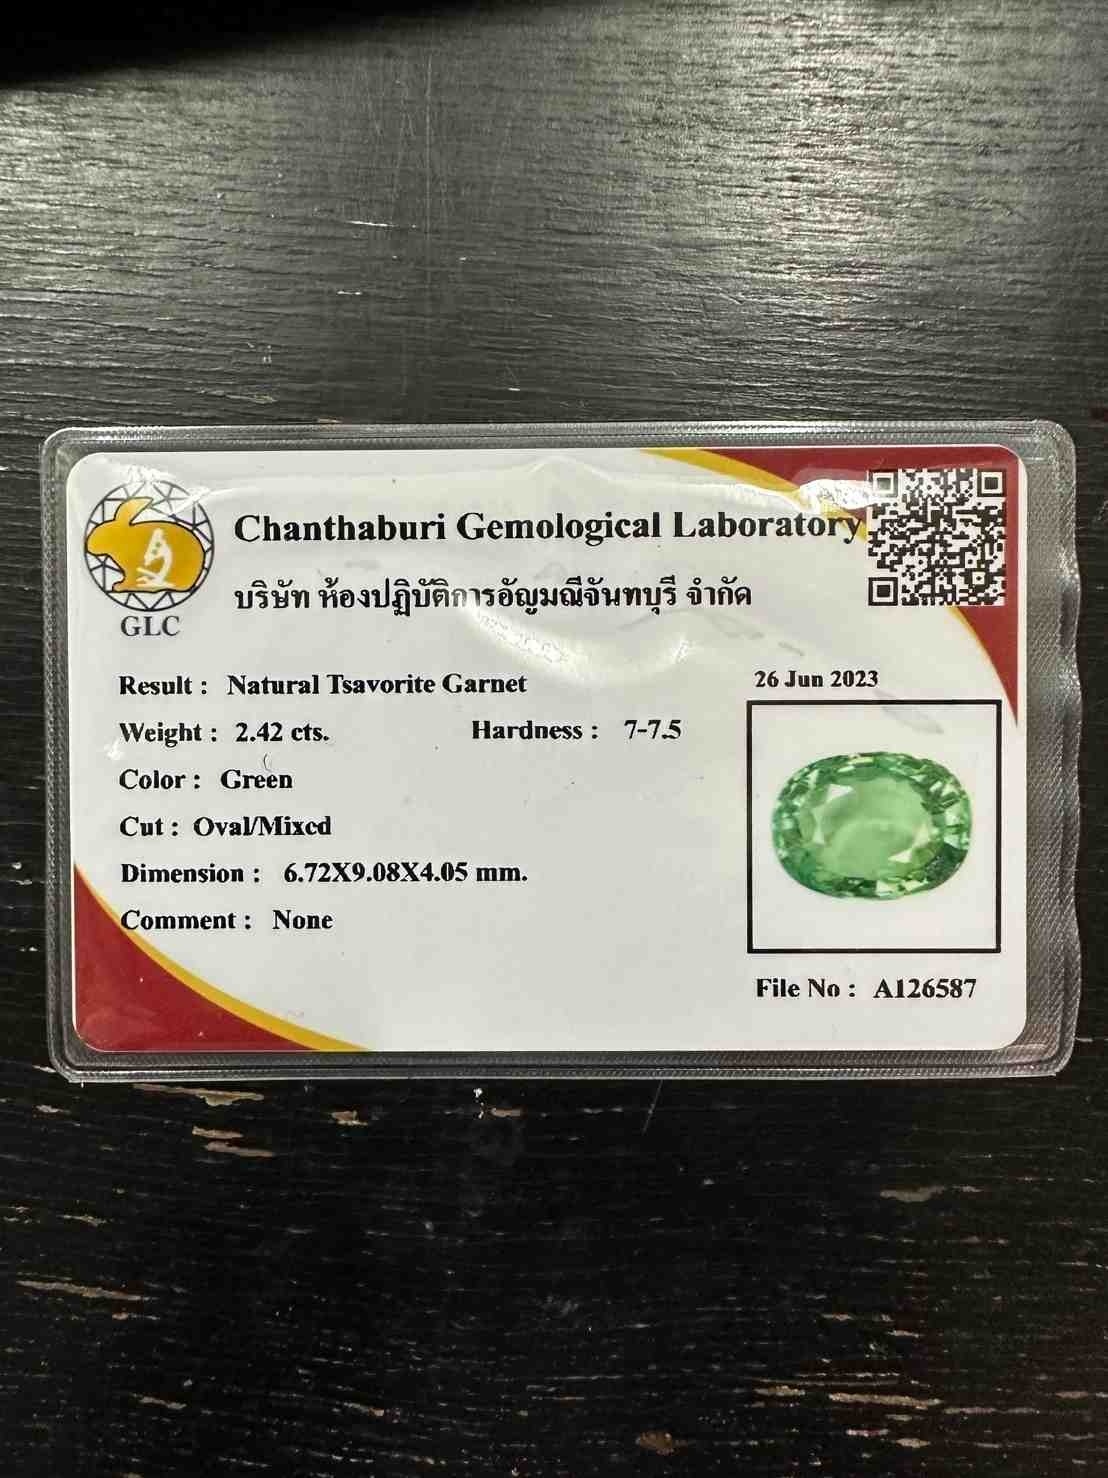 Chanthaburi Gemological Laboratory
บริษัท ห้องปฏิบัติการอัญมณีจันทบุรี จำกัด
GLC
Result : Natural Tsavorite Garnet
26 Jun 2023
Weight : 2.42 cts. Hardness : 7-7.5
Color : Green
Cut : Oval/Mixed
Dimension : 6.72X9.08X4.05 mm.
Comment : None
File No : A126587